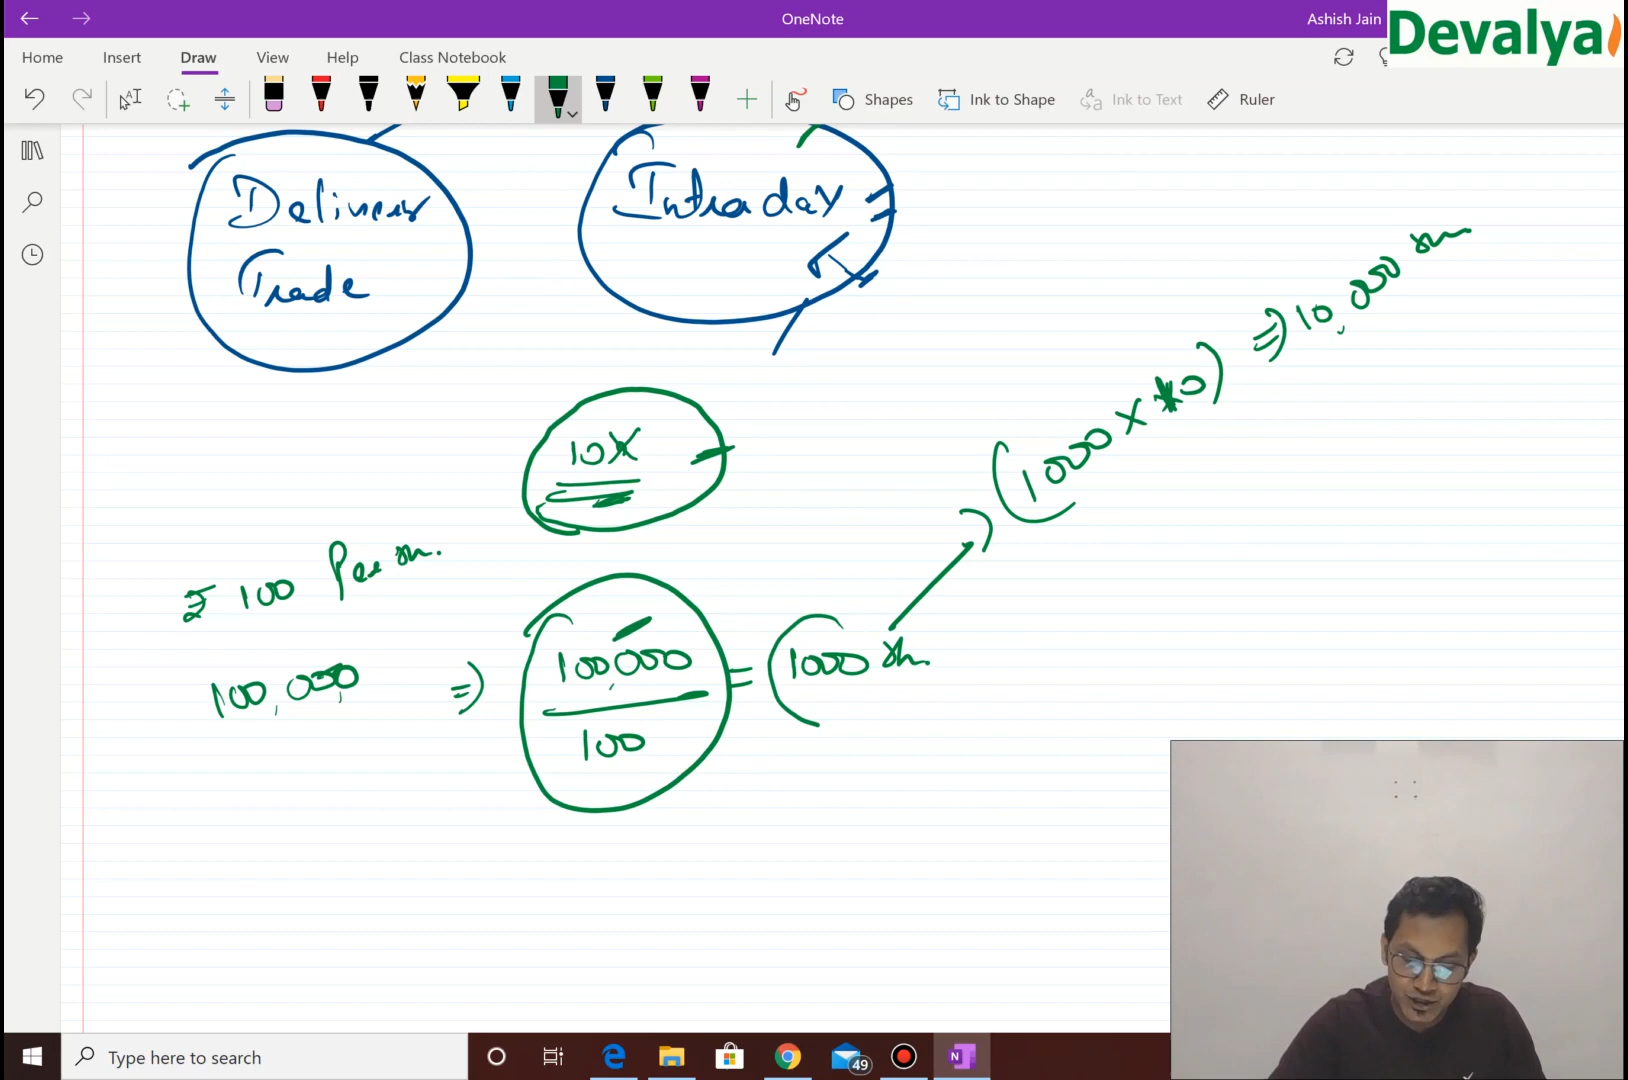 OneNote
Ashish Jain
Devalya
Home Insert Draw View Help Class Notebook
Shapes Ink to Shape Ink to Text Ruler
Delivery
Trade
Intraday
10X
(1000 X 10) => 10,000 sh
₹ 100 Per sh.
100,000 => 100,000 / 100 = (1000 sh.
Type here to search
49
N